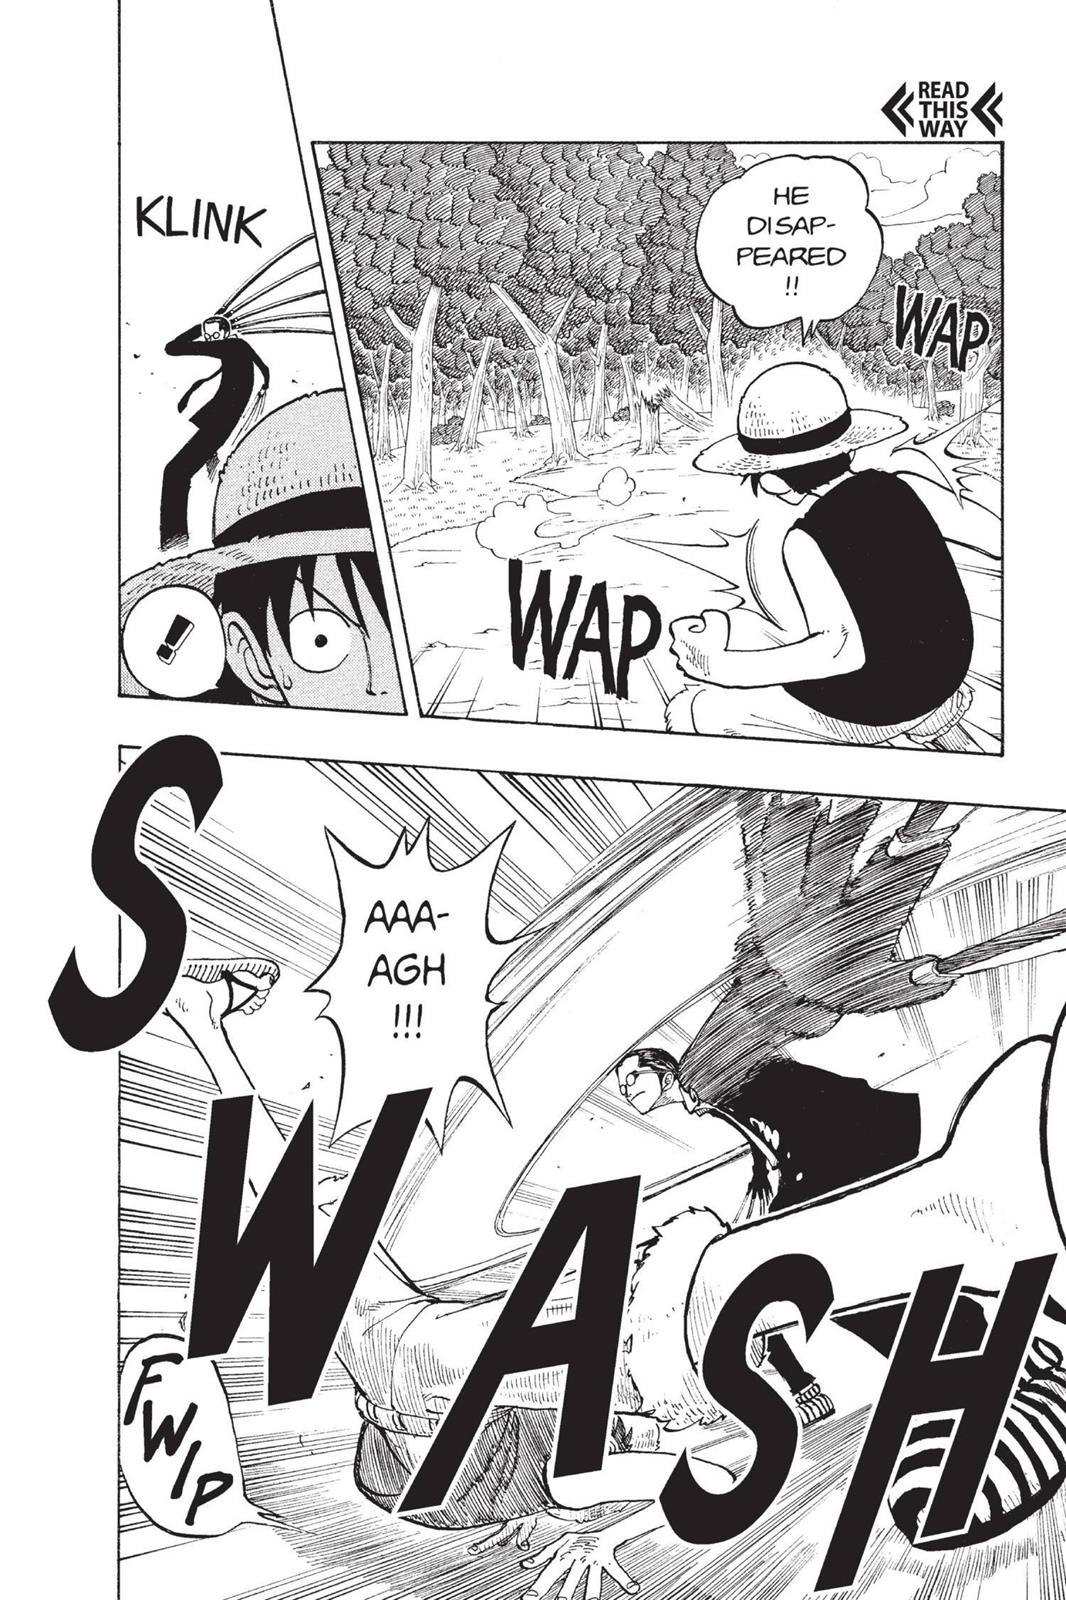 READ
THIS
WAY
HE
DISAP-
PEARED
!!
WAP
WAP
KLINK
!
AAA-
AGH
!!!
SWASH
FWIP